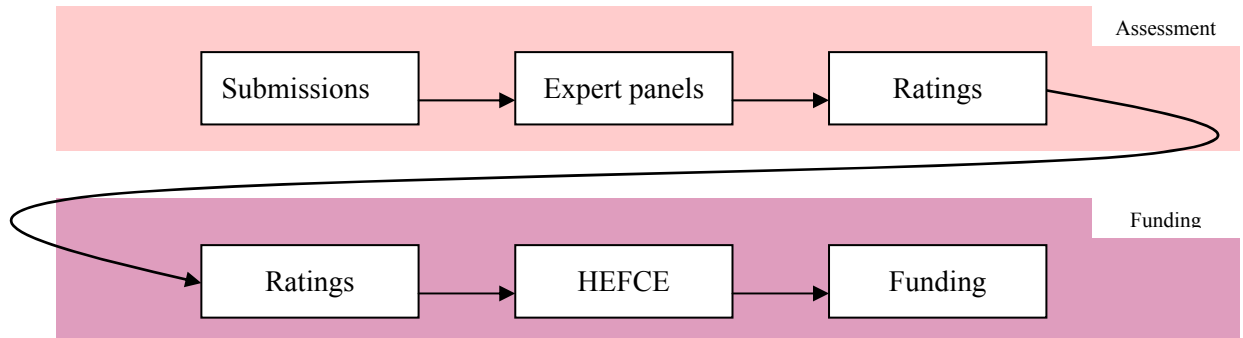 Assessment
Submissions
Expert panels
Ratings
Funding
Ratings
HEFCE
Funding